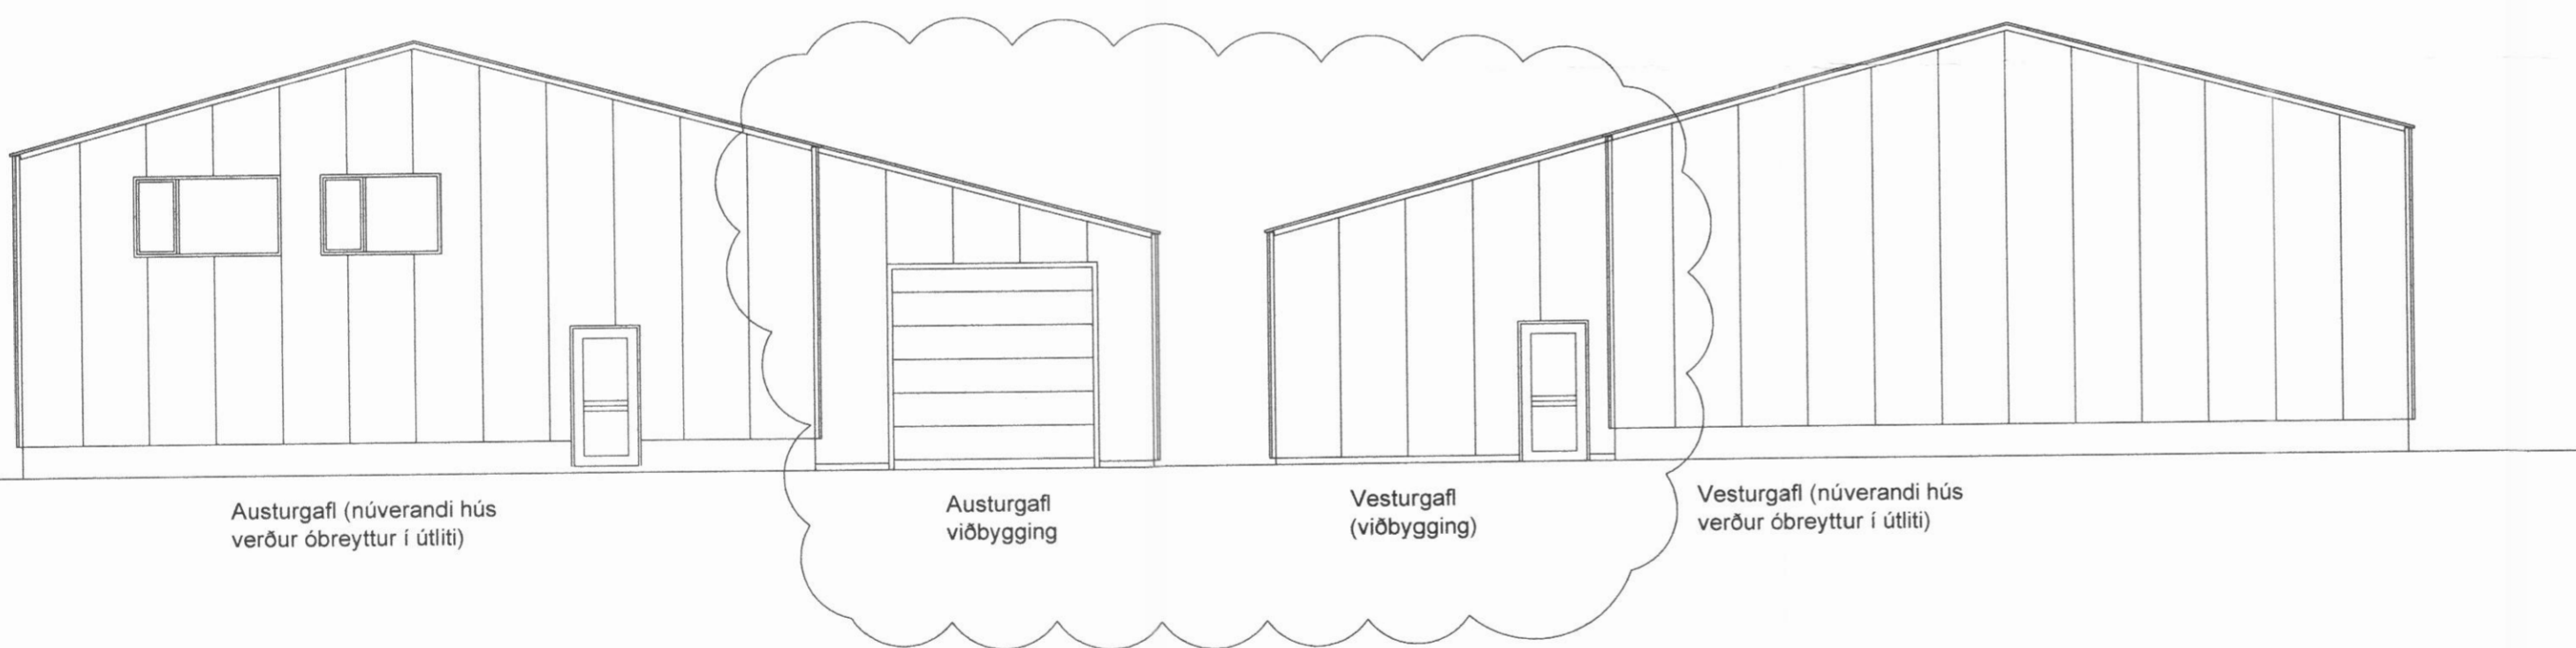 Austurgafl (núverandi hús
verður óbreyttur í útliti)
Austurgafl
viðbygging
Vesturgafl
(viðbygging)
Vesturgafl (núverandi hús
verður óbreyttur í útliti)